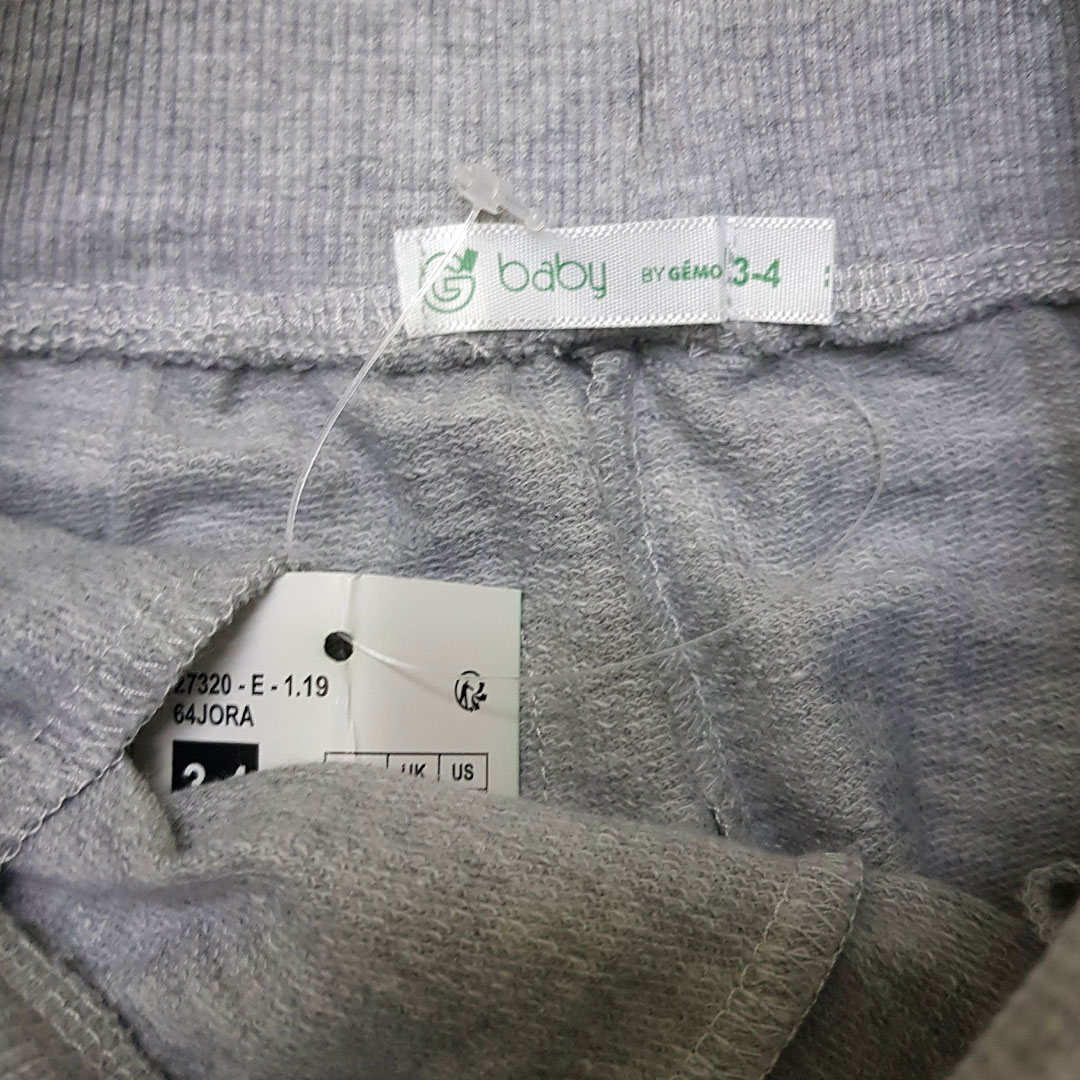 G baby BY GÉMO 3-4
27320 - E - 1.19
64JORA
UK US